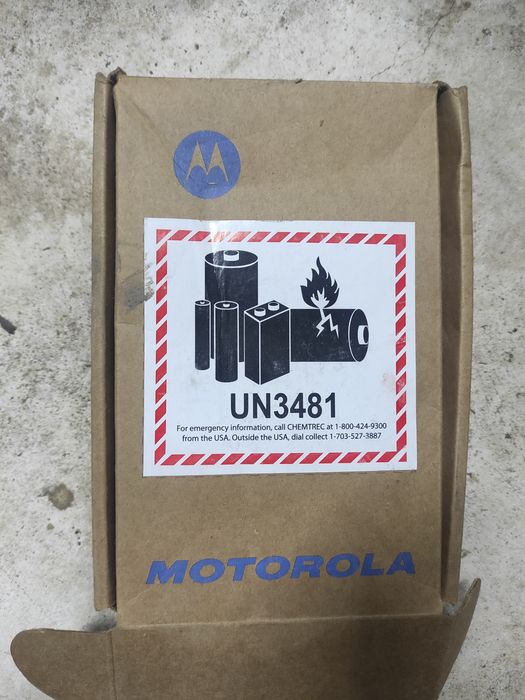 UN3481
For emergency information, call CHEMTREC at 1-800-424-9300
from the USA. Outside the USA, dial collect 1-703-527-3887
MOTOROLA